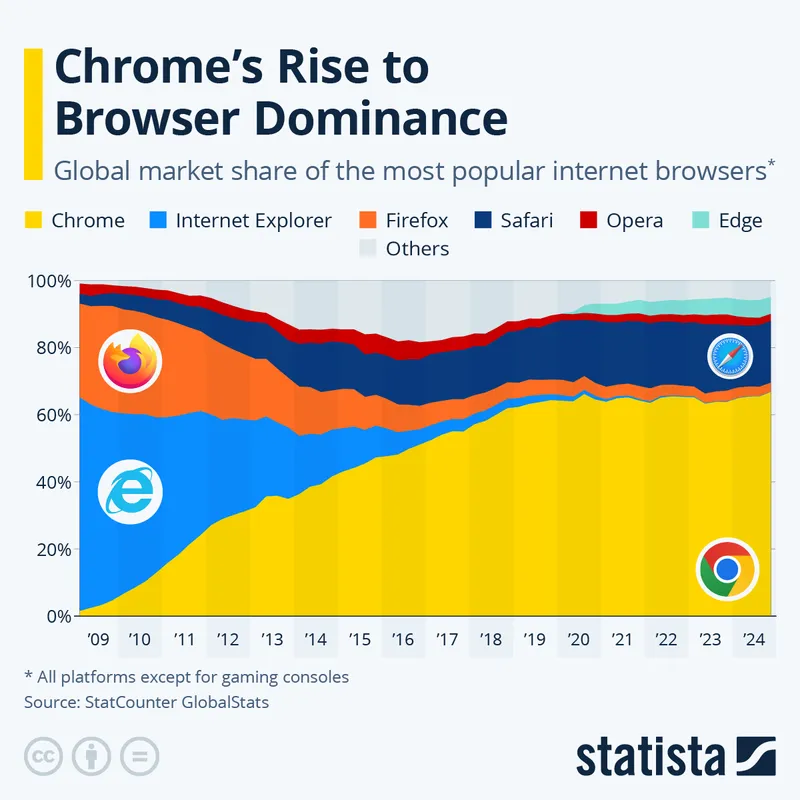 Chrome’s Rise to
Browser Dominance
Global market share of the most popular internet browsers*
Chrome Internet Explorer Firefox Safari Opera Edge
Others
100%
80%
60%
40%
20%
0%
’09 ’10 ’11 ’12 ’13 ’14 ’15 ’16 ’17 ’18 ’19 ’20 ’21 ’22 ’23 ’24
* All platforms except for gaming consoles
Source: StatCounter GlobalStats
cc
statista